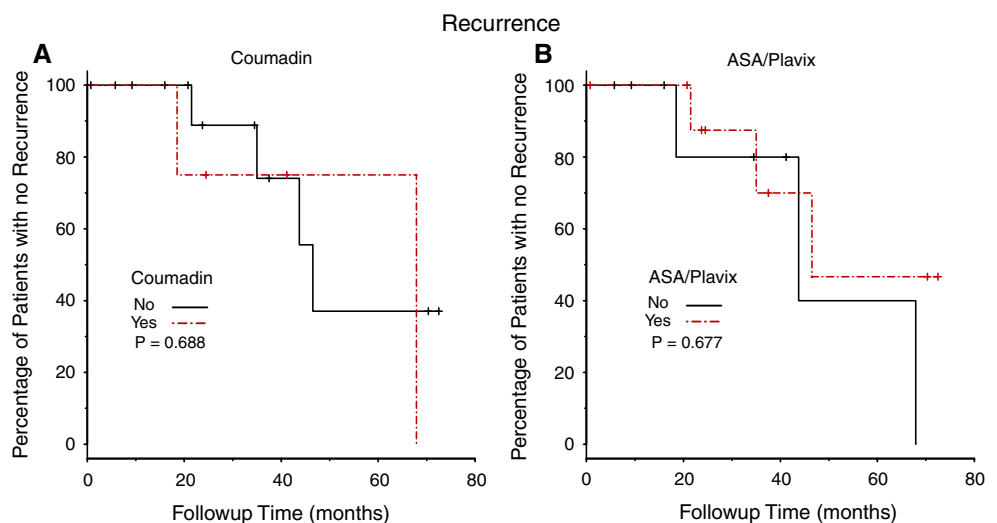 Recurrence
A
Coumadin
Percentage of Patients with no Recurrence
100
80
60
40
20
0
Coumadin
No
Yes
P = 0.688
0 20 40 60 80
Followup Time (months)
B
ASA/Plavix
Percentage of Patients with no Recurrence
100
80
60
40
20
0
ASA/Plavix
No
Yes
P = 0.677
0 20 40 60 80
Followup Time (months)